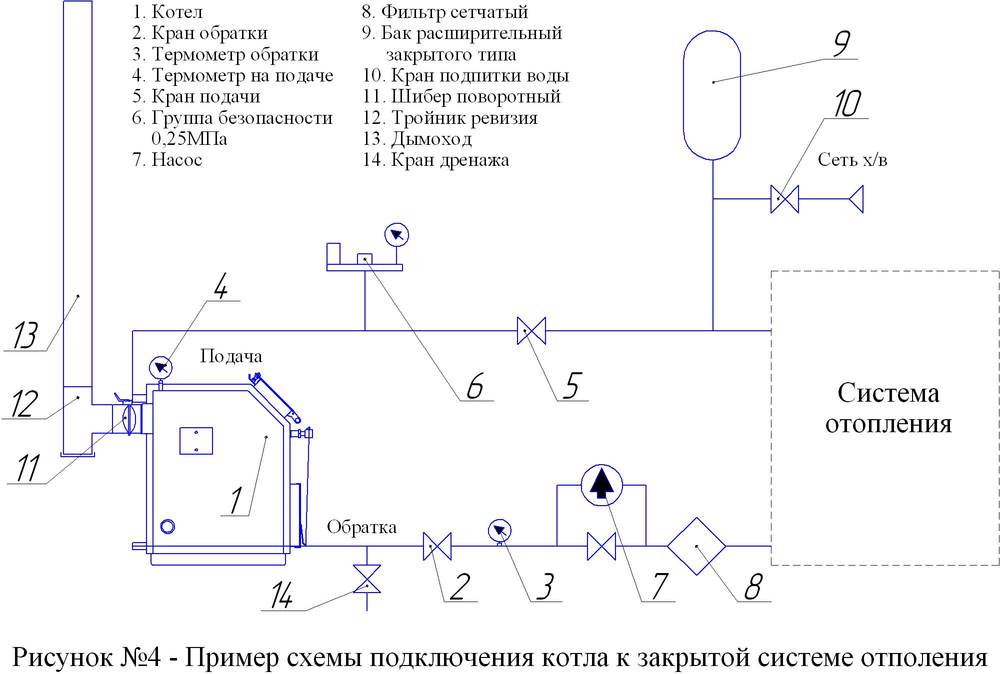 1. Котел
2. Кран обратки
3. Термометр обратки
4. Термометр на подаче
5. Кран подачи
6. Группа безопасности
0,25МПа
7. Насос
8. Фильтр сетчатый
9. Бак расширительный
закрытого типа
10. Кран подпитки воды
11. Шибер поворотный
12. Тройник ревизия
13. Дымоход
14. Кран дренажа
9
10
Сеть х/в
4
13
Подача
6
5
12
Система
отопления
11
1
Обратка
14
2
3
7
8
Рисунок №4 - Пример схемы подключения котла к закрытой системе отполения